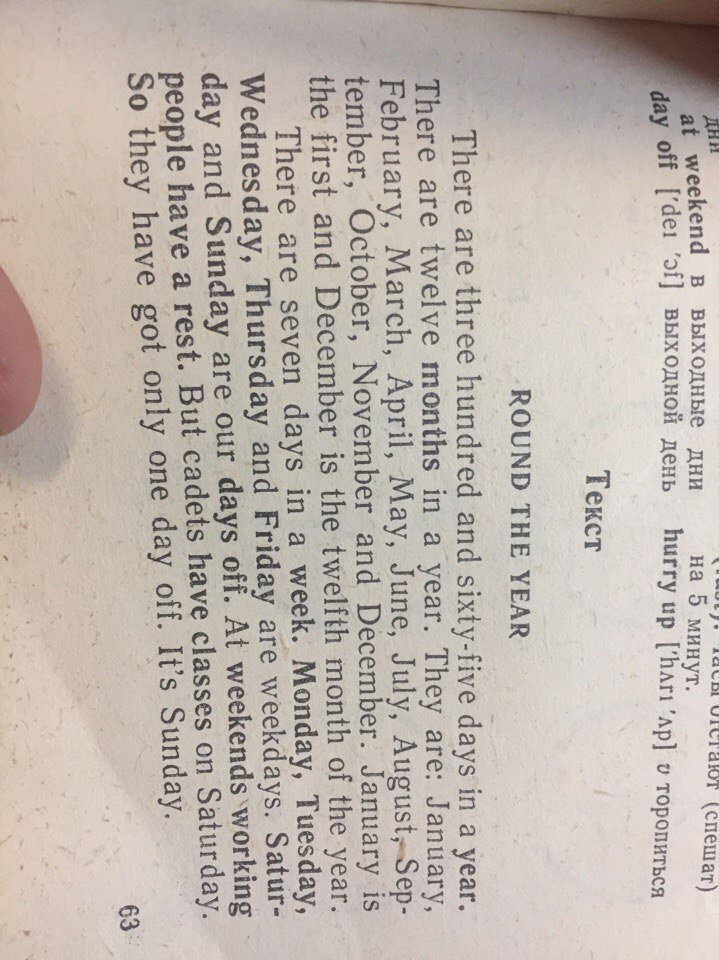 дни
at weekend в выходные дни
day off ['deı 'ɔf] выходной день
на 5 минут.
hurry up ['hʌrı 'ʌp] v торопиться
Текст
ROUND THE YEAR
There are three hundred and sixty-five days in a year.
There are twelve months in a year. They are: January,
February, March, April, May, June, July, August, Sep-
tember, October, November and December. January is
the first and December is the twelfth month of the year.
There are seven days in a week. Monday, Tuesday,
Wednesday, Thursday and Friday are weekdays. Satur-
day and Sunday are our days off. At weekends working
people have a rest. But cadets have classes on Saturday.
So they have got only one day off. It's Sunday.
63